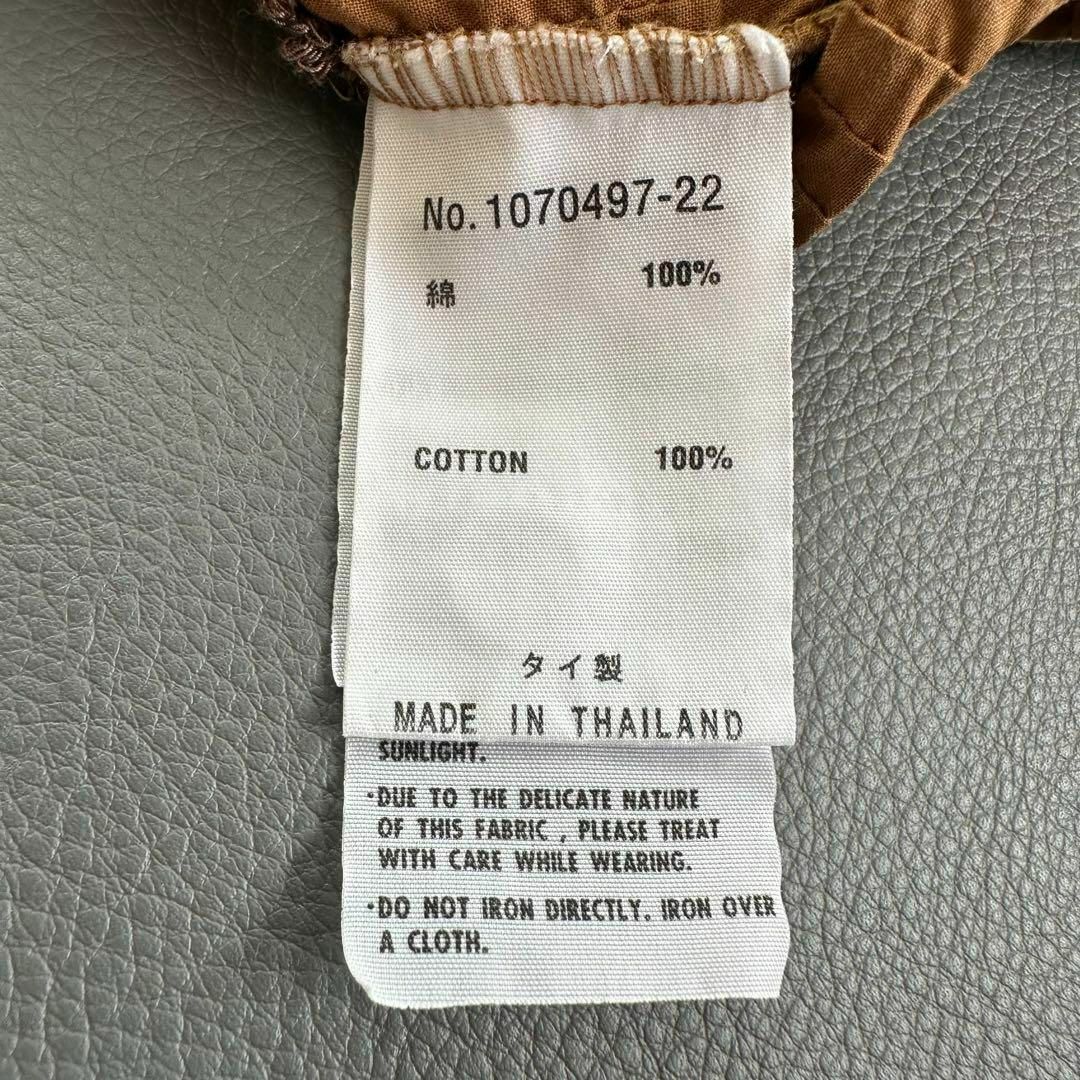 No. 1070497-22
綿 100%
COTTON 100%
タイ製
MADE IN THAILAND
SUNLIGHT.
·DUE TO THE DELICATE NATURE
OF THIS FABRIC , PLEASE TREAT
WITH CARE WHILE WEARING.
·DO NOT IRON DIRECTLY. IRON OVER
A CLOTH.